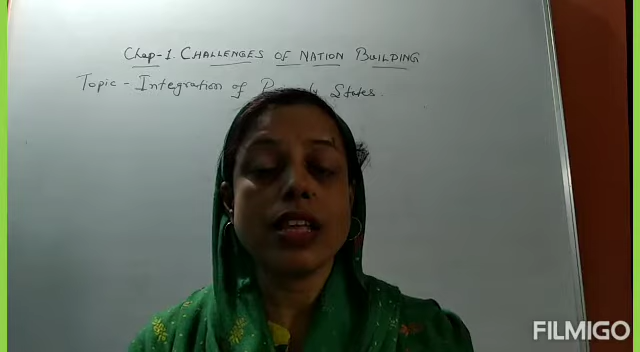 Chap-1. CHALLENGES OF NATION BUILDING
Topic - Integration of States.
FILMIGO